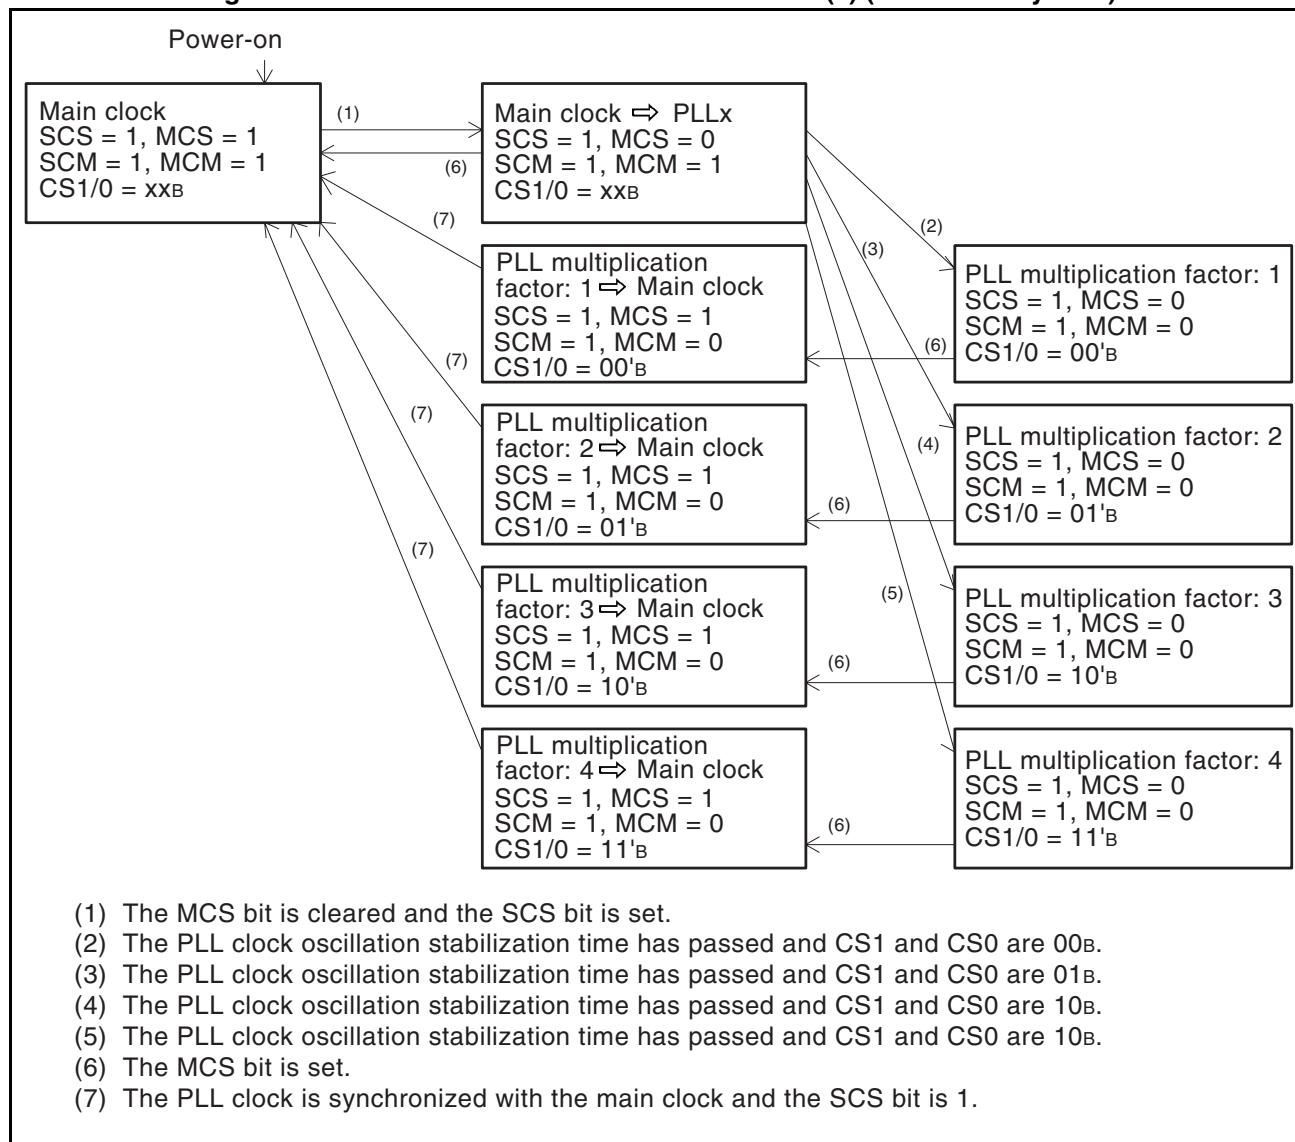 Power-on
Main clock
SCS = 1, MCS = 1
SCM = 1, MCM = 1
CS1/0 = xxB
(1)
(6)
Main clock ⇨ PLLx
SCS = 1, MCS = 0
SCM = 1, MCM = 1
CS1/0 = xxB
(7)
(2)
(3)
PLL multiplication
factor: 1 ⇨ Main clock
SCS = 1, MCS = 1
SCM = 1, MCM = 0
CS1/0 = 00'B
(6)
PLL multiplication factor: 1
SCS = 1, MCS = 0
SCM = 1, MCM = 0
CS1/0 = 00'B
(7)
(7)
PLL multiplication
factor: 2 ⇨ Main clock
SCS = 1, MCS = 1
SCM = 1, MCM = 0
CS1/0 = 01'B
(4)
(6)
PLL multiplication factor: 2
SCS = 1, MCS = 0
SCM = 1, MCM = 0
CS1/0 = 01'B
(7)
PLL multiplication
factor: 3 ⇨ Main clock
SCS = 1, MCS = 1
SCM = 1, MCM = 0
CS1/0 = 10'B
(5)
(6)
PLL multiplication factor: 3
SCS = 1, MCS = 0
SCM = 1, MCM = 0
CS1/0 = 10'B
PLL multiplication
factor: 4 ⇨ Main clock
SCS = 1, MCS = 1
SCM = 1, MCM = 0
CS1/0 = 11'B
(6)
PLL multiplication factor: 4
SCS = 1, MCS = 0
SCM = 1, MCM = 0
CS1/0 = 11'B
(1) The MCS bit is cleared and the SCS bit is set.
(2) The PLL clock oscillation stabilization time has passed and CS1 and CS0 are 00B.
(3) The PLL clock oscillation stabilization time has passed and CS1 and CS0 are 01B.
(4) The PLL clock oscillation stabilization time has passed and CS1 and CS0 are 10B.
(5) The PLL clock oscillation stabilization time has passed and CS1 and CS0 are 10B.
(6) The MCS bit is set.
(7) The PLL clock is synchronized with the main clock and the SCS bit is 1.